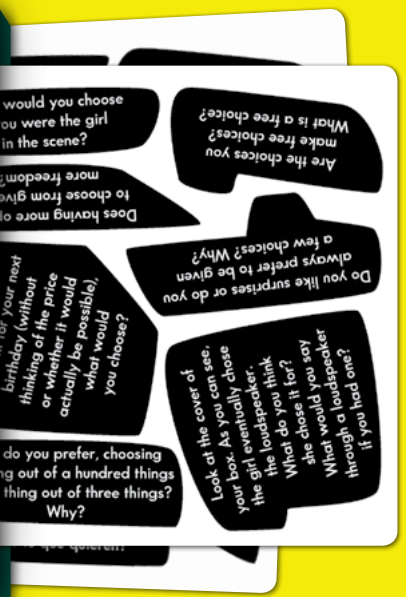 would you choose
ou were the girl
in the scene?
Are the choices you
make free choices?
What is a free choice?
Does having more o
to choose from give
more freedom?
Do you like surprises or do you
always prefer to be given
a few choices? Why?
for your next
birthday (without
thinking of the price
or whether it would
actually be possible),
what would
you choose?
Look at the cover of
your box. As you can see,
the girl eventually chose
the loudspeaker.
What do you think
she chose it for?
What would you say
through a loudspeaker
if you had one?
do you prefer, choosing
ng out of a hundred things
thing out of three things?
Why?
que quieren?